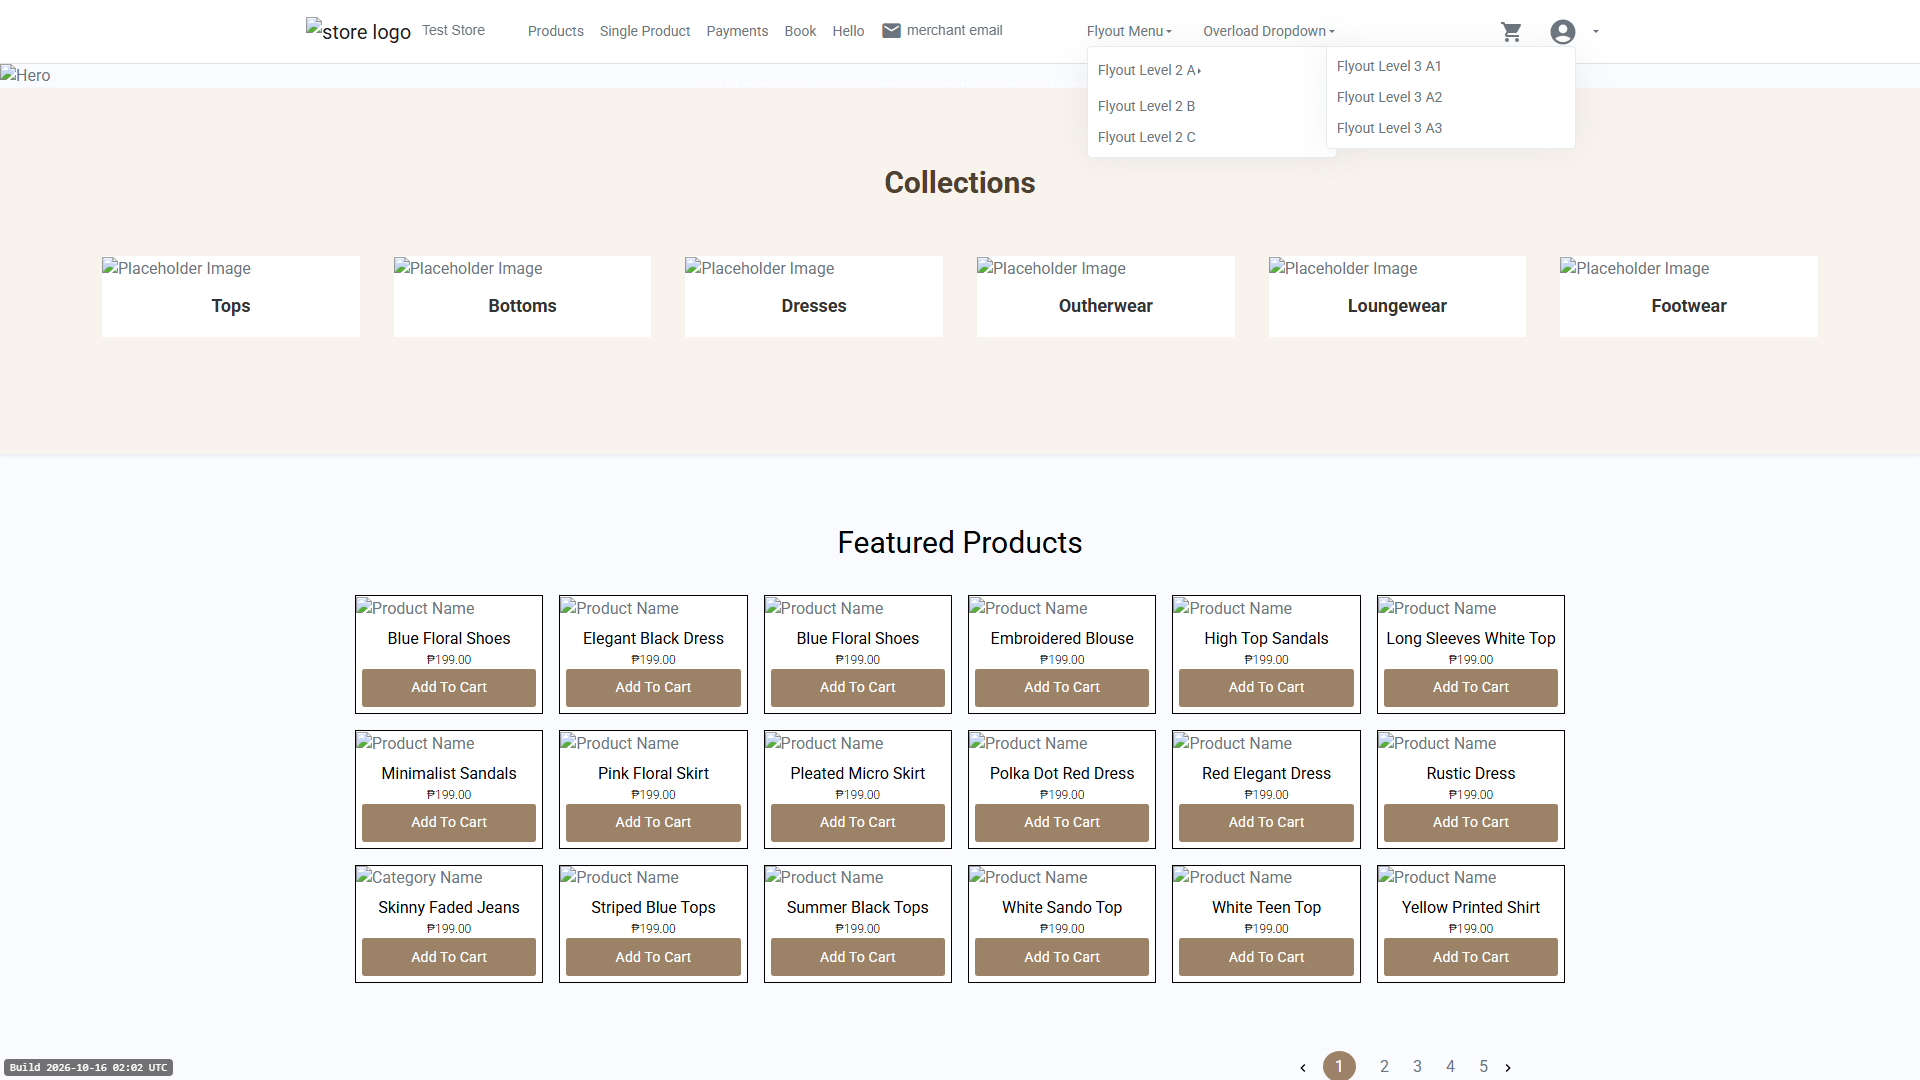 store logo Test Store Products Single Product Payments Book Hello merchant email Flyout Menu Overload Dropdown
Hero
Flyout Level 2 A
Flyout Level 2 B
Flyout Level 2 C
Flyout Level 3 A1
Flyout Level 3 A2
Flyout Level 3 A3
Collections
Placeholder Image Placeholder Image Placeholder Image Placeholder Image Placeholder Image Placeholder Image
Tops Bottoms Dresses Outherwear Loungewear Footwear
Featured Products
Product Name Product Name Product Name Product Name Product Name Product Name
Blue Floral Shoes Elegant Black Dress Blue Floral Shoes Embroidered Blouse High Top Sandals Long Sleeves White Top
₱199.00 ₱199.00 ₱199.00 ₱199.00 ₱199.00 ₱199.00
Add To Cart Add To Cart Add To Cart Add To Cart Add To Cart Add To Cart
Product Name Product Name Product Name Product Name Product Name Product Name
Minimalist Sandals Pink Floral Skirt Pleated Micro Skirt Polka Dot Red Dress Red Elegant Dress Rustic Dress
₱199.00 ₱199.00 ₱199.00 ₱199.00 ₱199.00 ₱199.00
Add To Cart Add To Cart Add To Cart Add To Cart Add To Cart Add To Cart
Category Name Product Name Product Name Product Name Product Name Product Name
Skinny Faded Jeans Striped Blue Tops Summer Black Tops White Sando Top White Teen Top Yellow Printed Shirt
₱199.00 ₱199.00 ₱199.00 ₱199.00 ₱199.00 ₱199.00
Add To Cart Add To Cart Add To Cart Add To Cart Add To Cart Add To Cart
‹ 1 2 3 4 5 ›
Build 2026-10-16 02:02 UTC